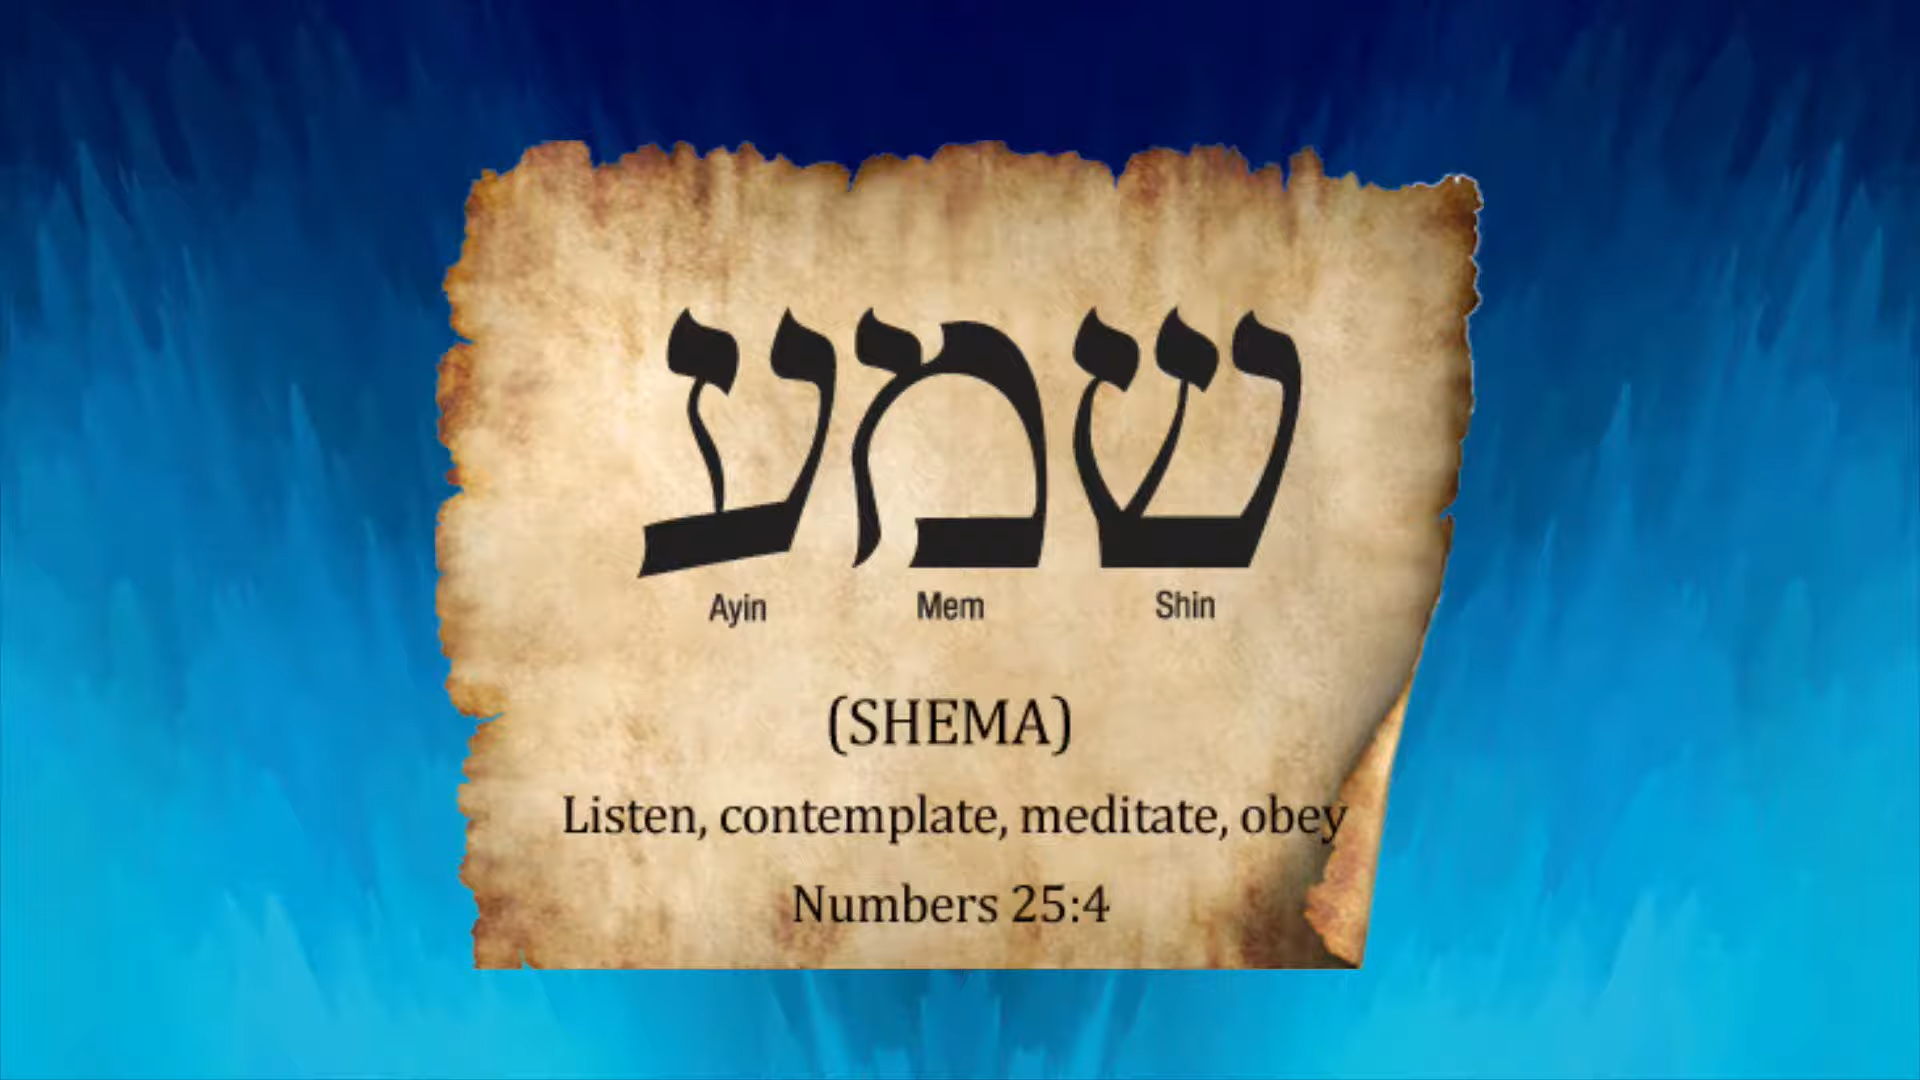 שמע
Ayin Mem Shin
(SHEMA)
Listen, contemplate, meditate, obey
Numbers 25:4